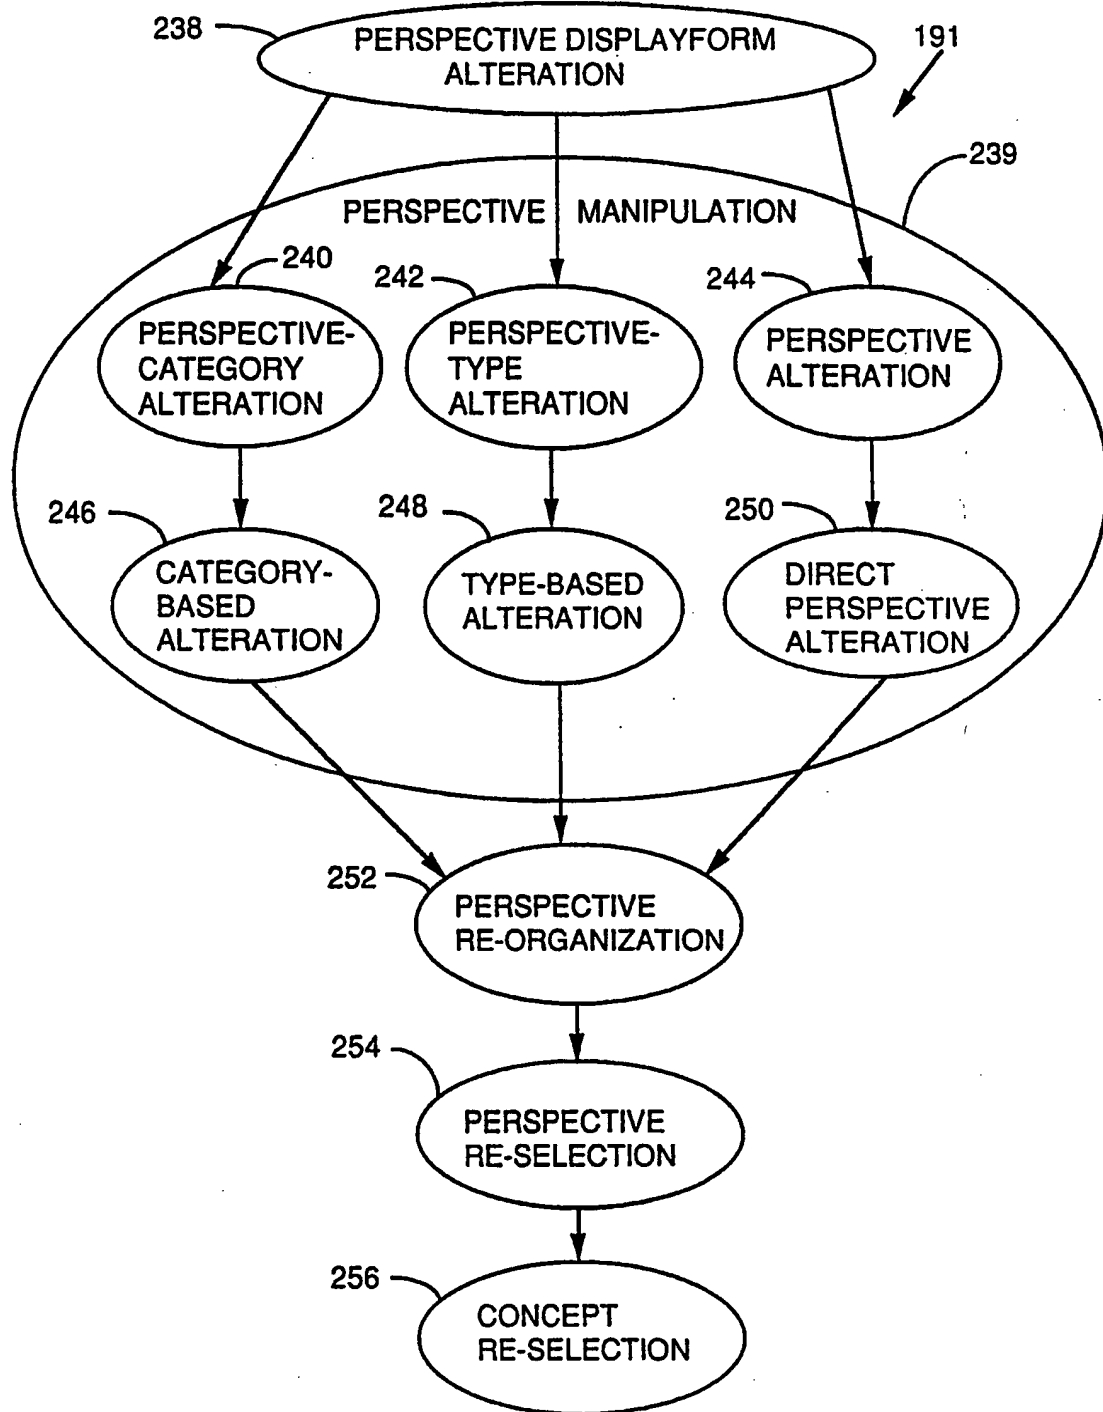 238
PERSPECTIVE DISPLAYFORM
ALTERATION
191
239
PERSPECTIVE MANIPULATION
240
242
244
PERSPECTIVE-
CATEGORY
ALTERATION
PERSPECTIVE-
TYPE
ALTERATION
PERSPECTIVE
ALTERATION
246
248
250
CATEGORY-
BASED
ALTERATION
TYPE-BASED
ALTERATION
DIRECT
PERSPECTIVE
ALTERATION
252
PERSPECTIVE
RE-ORGANIZATION
254
PERSPECTIVE
RE-SELECTION
256
CONCEPT
RE-SELECTION